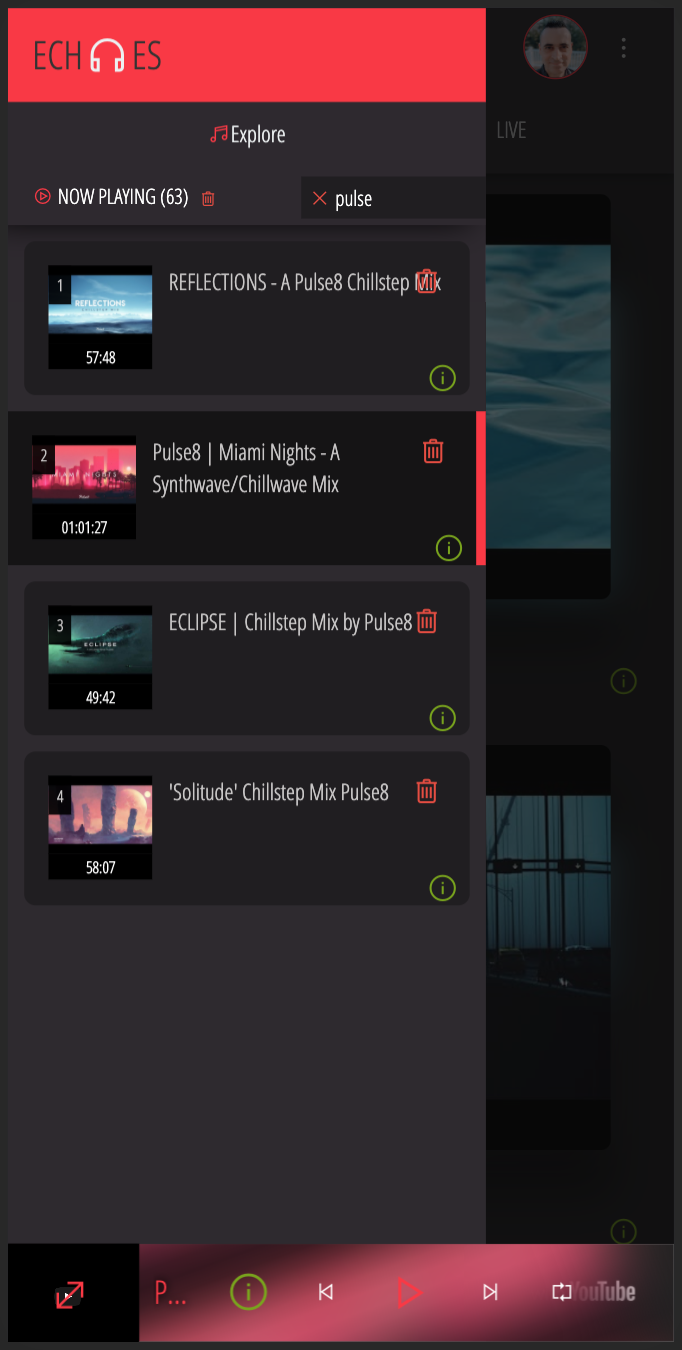 ECH ES
LIVE
Explore
NOW PLAYING (63)
pulse
1
REFLECTIONS
57:48
REFLECTIONS - A Pulse8 Chillstep Mix
2
MIAMI NIGHTS
01:01:27
Pulse8 | Miami Nights - A
Synthwave/Chillwave Mix
3
ECLIPSE
49:42
ECLIPSE | Chillstep Mix by Pulse8
4
58:07
'Solitude' Chillstep Mix Pulse8
P...
YouTube